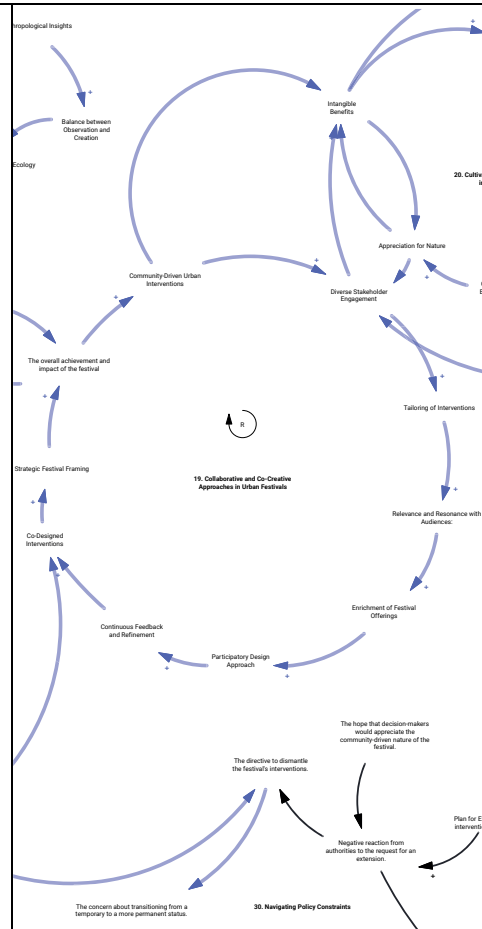 hropological Insights
Balance between
Observation and
Creation
Ecology
Intangible
Benefits
20. Cultiv
i
Appreciation for Nature
Community-Driven Urban
Interventions
Diverse Stakeholder
Engagement
E
The overall achievement and
impact of the festival
Tailoring of Interventions
R
Strategic Festival Framing
19. Collaborative and Co-Creative
Approaches in Urban Festivals
Relevance and Resonance with
Audiences:
Co-Designed
Interventions
Enrichment of Festival
Offerings
Continuous Feedback
and Refinement
Participatory Design
Approach
The hope that decision-makers
would appreciate the
community-driven nature of the
festival.
The directive to dismantle
the festival's interventions.
Plan for E
interventi
Negative reaction from
authorities to the request for an
extension.
The concern about transitioning from a
temporary to a more permanent status.
30. Navigating Policy Constraints